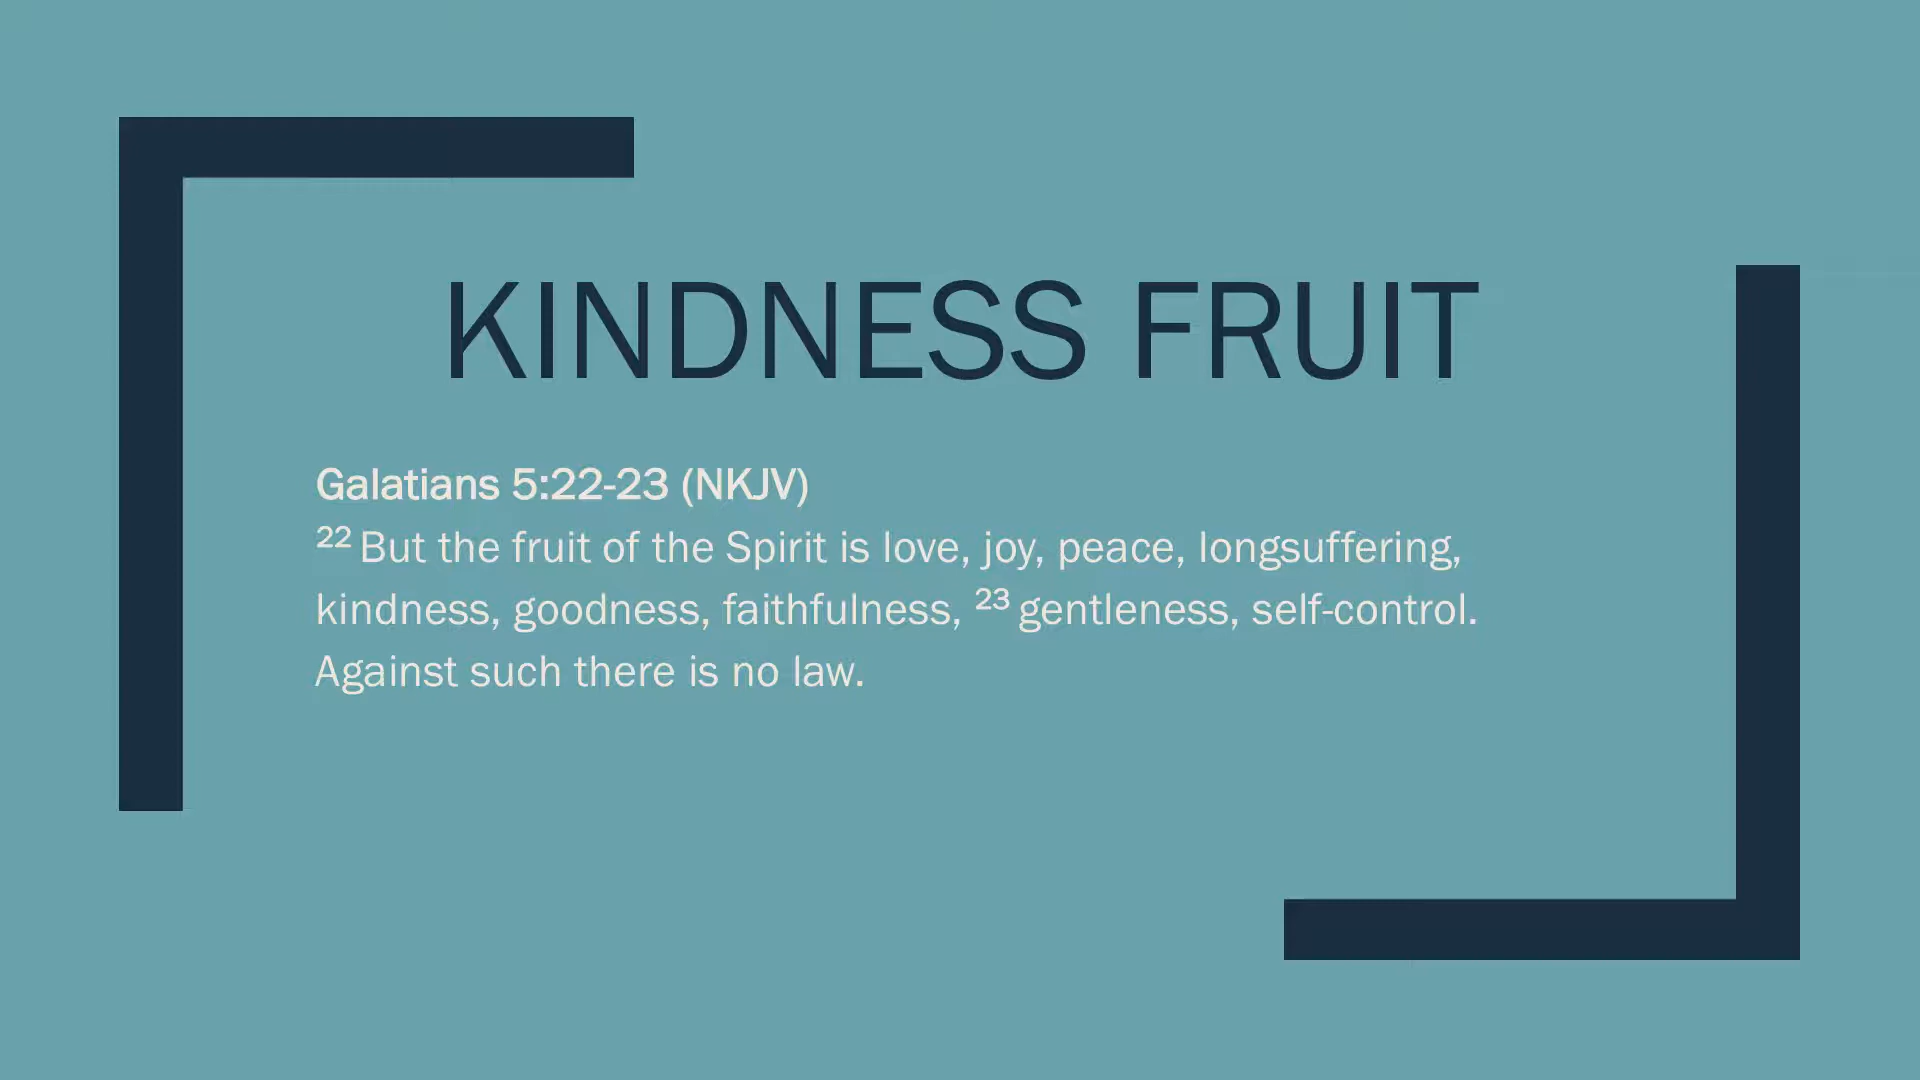 KINDNESS FRUIT
Galatians 5:22-23 (NKJV)
²² But the fruit of the Spirit is love, joy, peace, longsuffering,
kindness, goodness, faithfulness, ²³ gentleness, self-control.
Against such there is no law.